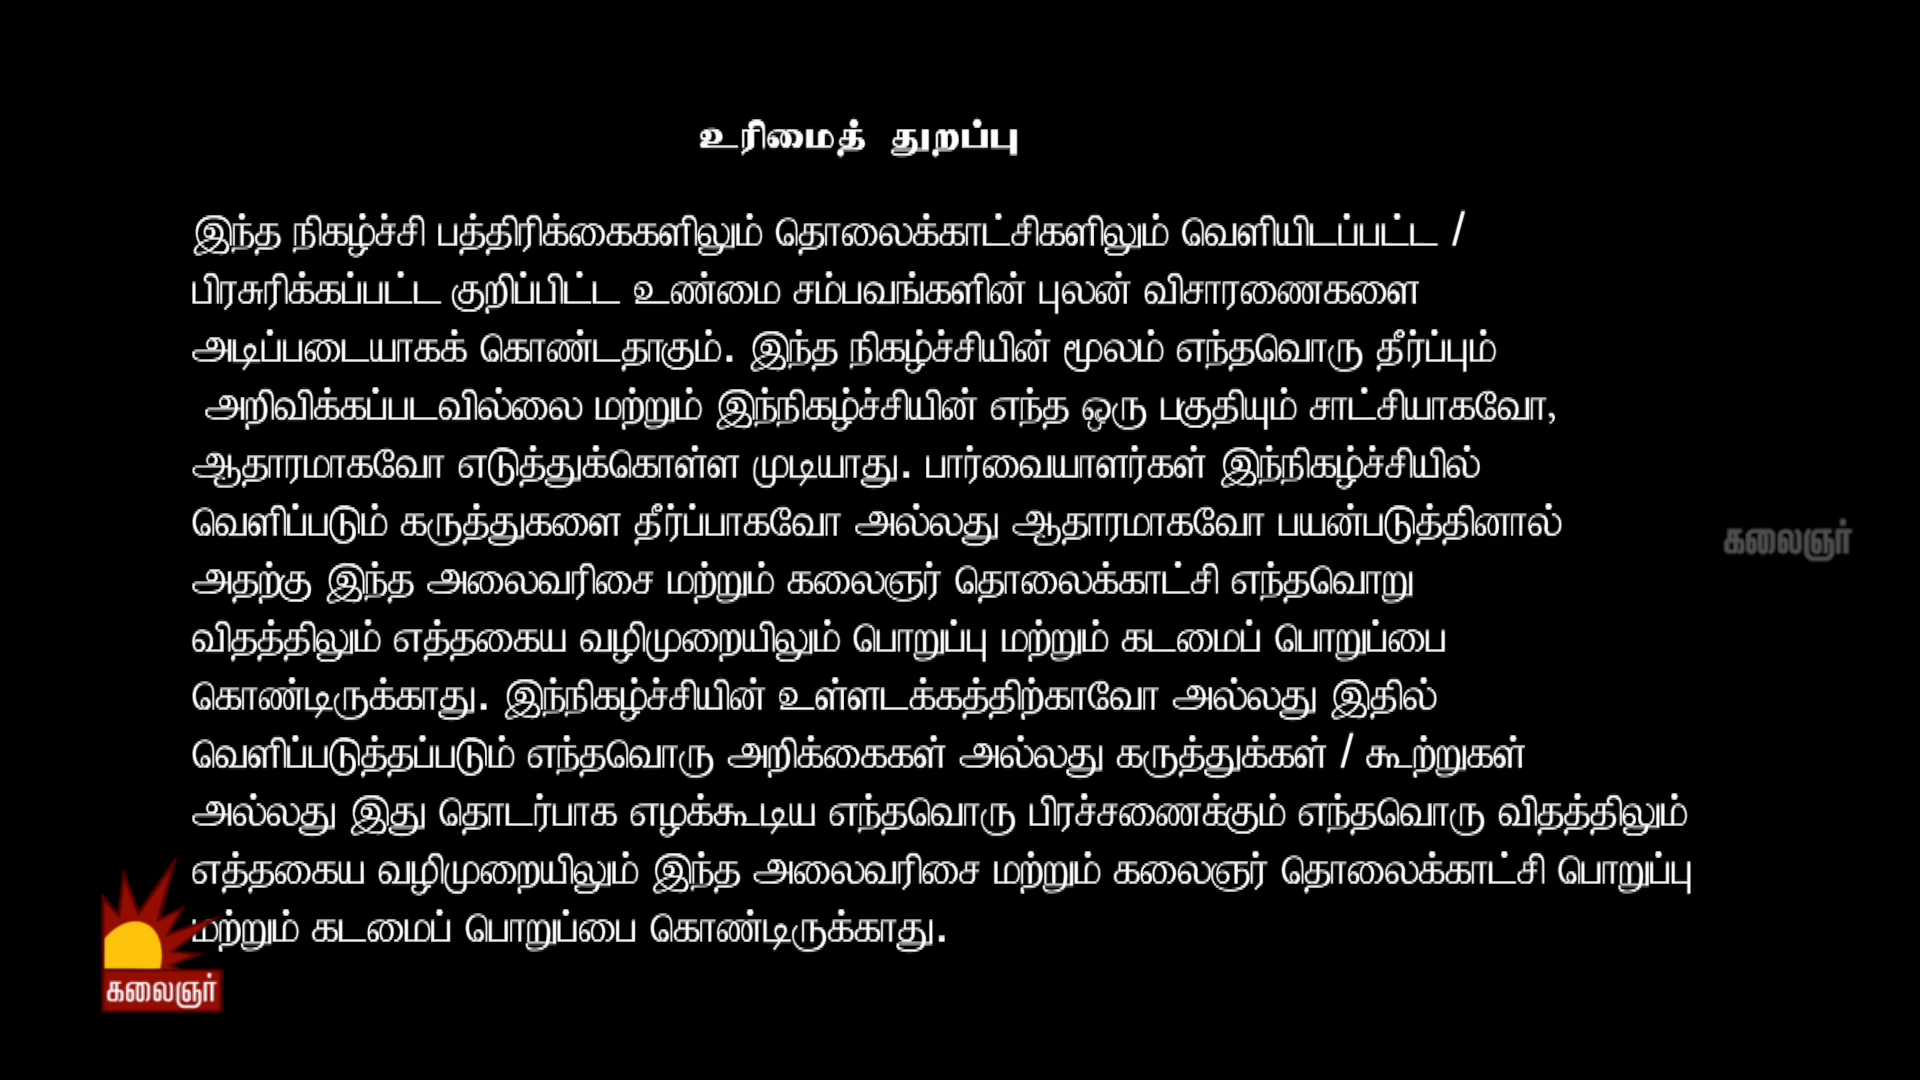 உரிமைத் துறப்பு
இந்த நிகழ்ச்சி பத்திரிக்கைகளிலும் தொலைக்காட்சிகளிலும் வெளியிடப்பட்ட /
பிரசுரிக்கப்பட்ட குறிப்பிட்ட உண்மை சம்பவங்களின் புலன் விசாரணைகளை
அடிப்படையாகக் கொண்டதாகும். இந்த நிகழ்ச்சியின் மூலம் எந்தவொரு தீர்ப்பும்
அறிவிக்கப்படவில்லை மற்றும் இந்நிகழ்ச்சியின் எந்த ஒரு பகுதியும் சாட்சியாகவோ,
ஆதாரமாகவோ எடுத்துக்கொள்ள முடியாது. பார்வையாளர்கள் இந்நிகழ்ச்சியில்
வெளிப்படும் கருத்துகளை தீர்ப்பாகவோ அல்லது ஆதாரமாகவோ பயன்படுத்தினால்
கலைஞர்
அதற்கு இந்த அலைவரிசை மற்றும் கலைஞர் தொலைக்காட்சி எந்தவொறு
விதத்திலும் எத்தகைய வழிமுறையிலும் பொறுப்பு மற்றும் கடமைப் பொறுப்பை
கொண்டிருக்காது. இந்நிகழ்ச்சியின் உள்ளடக்கத்திற்காவோ அல்லது இதில்
வெளிப்படுத்தப்படும் எந்தவொரு அறிக்கைகள் அல்லது கருத்துக்கள் / கூற்றுகள்
அல்லது இது தொடர்பாக எழக்கூடிய எந்தவொரு பிரச்சணைக்கும் எந்தவொரு விதத்திலும்
எத்தகைய வழிமுறையிலும் இந்த அலைவரிசை மற்றும் கலைஞர் தொலைக்காட்சி பொறுப்பு
மற்றும் கடமைப் பொறுப்பை கொண்டிருக்காது.
கலைஞர்